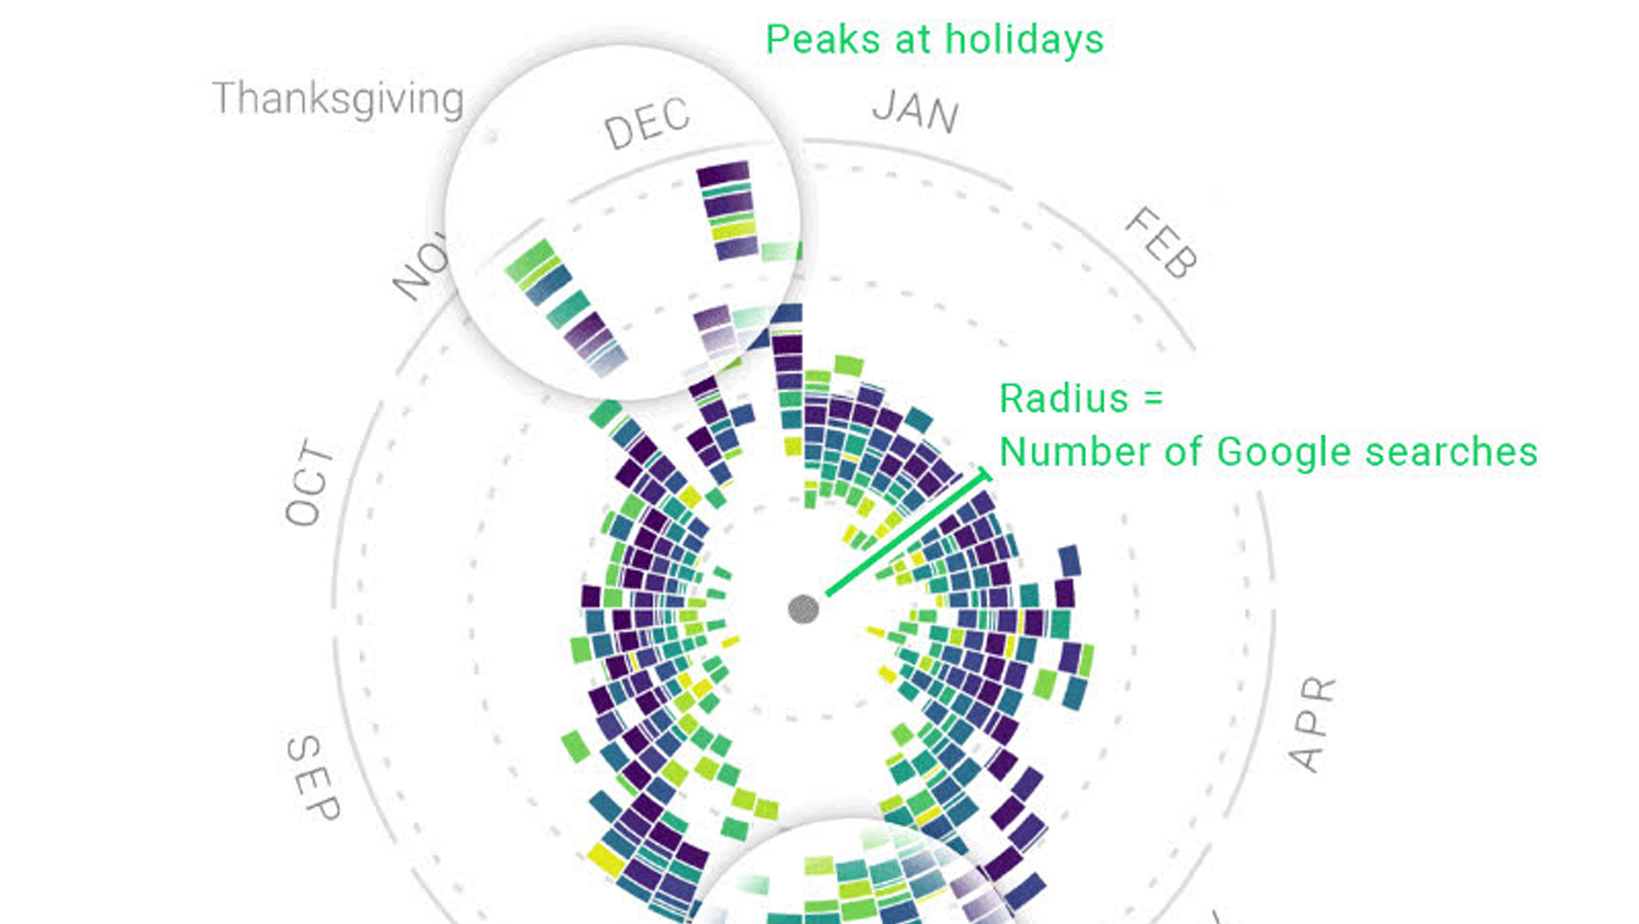 Peaks at holidays
Thanksgiving
DEC
JAN
FEB
Radius =
Number of Google searches
OCT
APR
SEP